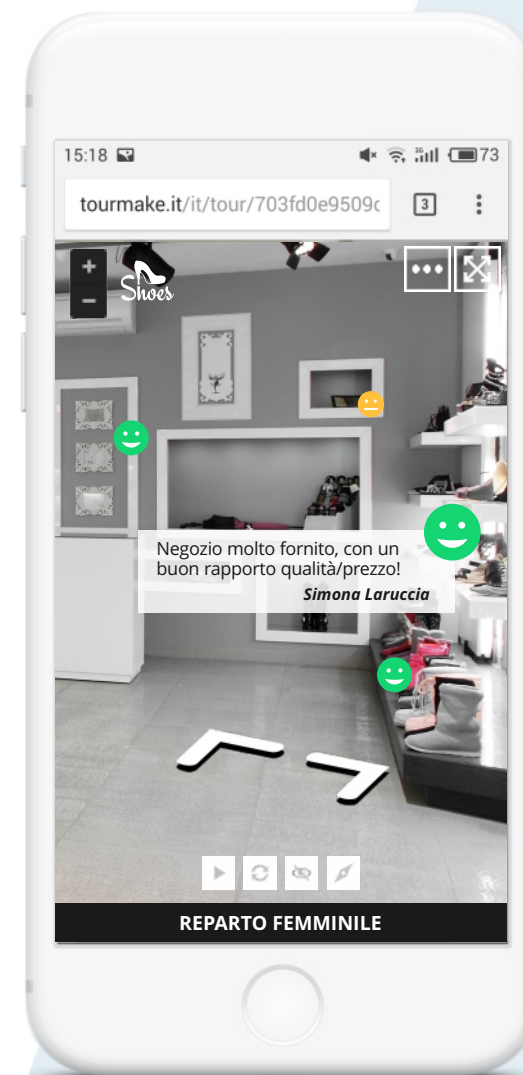 15:18
3G
73
tourmake.it/it/tour/703fd0e9509c
3
Shoes
Negozio molto fornito, con un
buon rapporto qualità/prezzo!
Simona Laruccia
REPARTO FEMMINILE